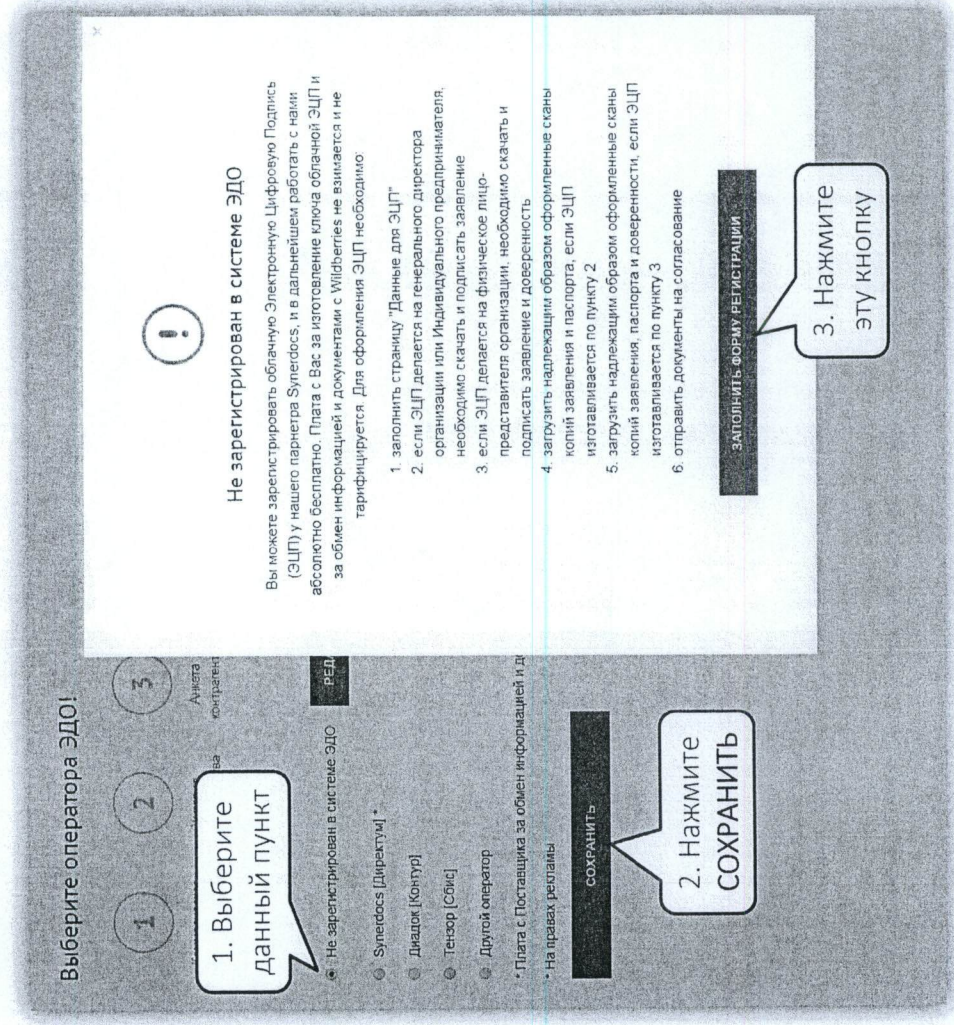 Выберите оператора ЭДО!
1
2
3
Анкета
контрагент
1. Выберите
данный пункт
Не зарегистрирован в системе ЭДО
Synerdocs [Директум] *
Диадок [Контур]
Тензор [Сбис]
Другой оператор
* Плата с Поставщика за обмен информацией и д
* На правах рекламы
РЕДА
СОХРАНИТЬ
2. Нажмите
СОХРАНИТЬ
×
!
Не зарегистрирован в системе ЭДО
Вы можете зарегистрировать облачную Электронную Цифровую Подпись
(ЭЦП) у нашего парнетра Synerdocs, и в дальнейшем работать с нами
абсолютно бесплатно. Плата с Вас за изготовление ключа облачной ЭЦП и
за обмен информацией и документами с Wildberries не взимается и не
тарифицируется. Для оформления ЭЦП необходимо:
1. заполнить страницу "Данные для ЭЦП"
2. если ЭЦП делается на генерального директора
организации или Индивидуального предпринимателя,
необходимо скачать и подписать заявление
3. если ЭЦП делается на физическое лицо-
представителя организации, необходимо скачать и
подписать заявление и доверенность
4. загрузить надлежащим образом оформленные сканы
копий заявления и паспорта, если ЭЦП
изготавливается по пункту 2
5. загрузить надлежащим образом оформленные сканы
копий заявления, паспорта и доверенности, если ЭЦП
изготавливается по пункту 3
6. отправить документы на согласование
ЗАПОЛНИТЬ ФОРМУ РЕГИСТРАЦИИ
3. Нажмите
эту кнопку